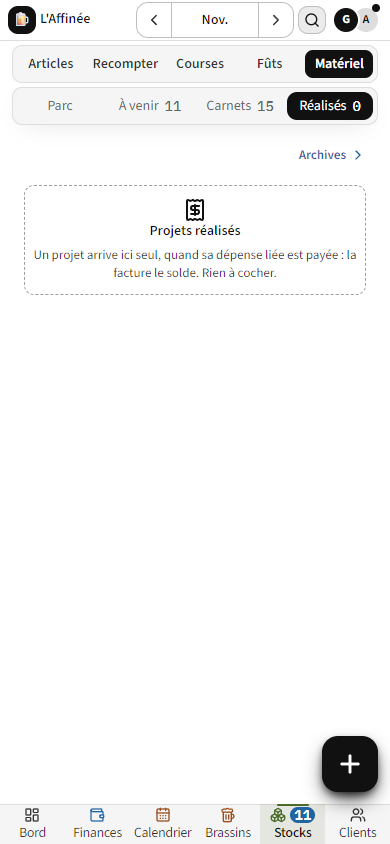 L'Affinée
Nov.
G
A
Articles Recompter Courses Fûts Matériel
Parc À venir 11 Carnets 15 Réalisés 0
Archives
Projets réalisés
Un projet arrive ici seul, quand sa dépense liée est payée : la
facture le solde. Rien à cocher.
11
Bord Finances Calendrier Brassins Stocks Clients